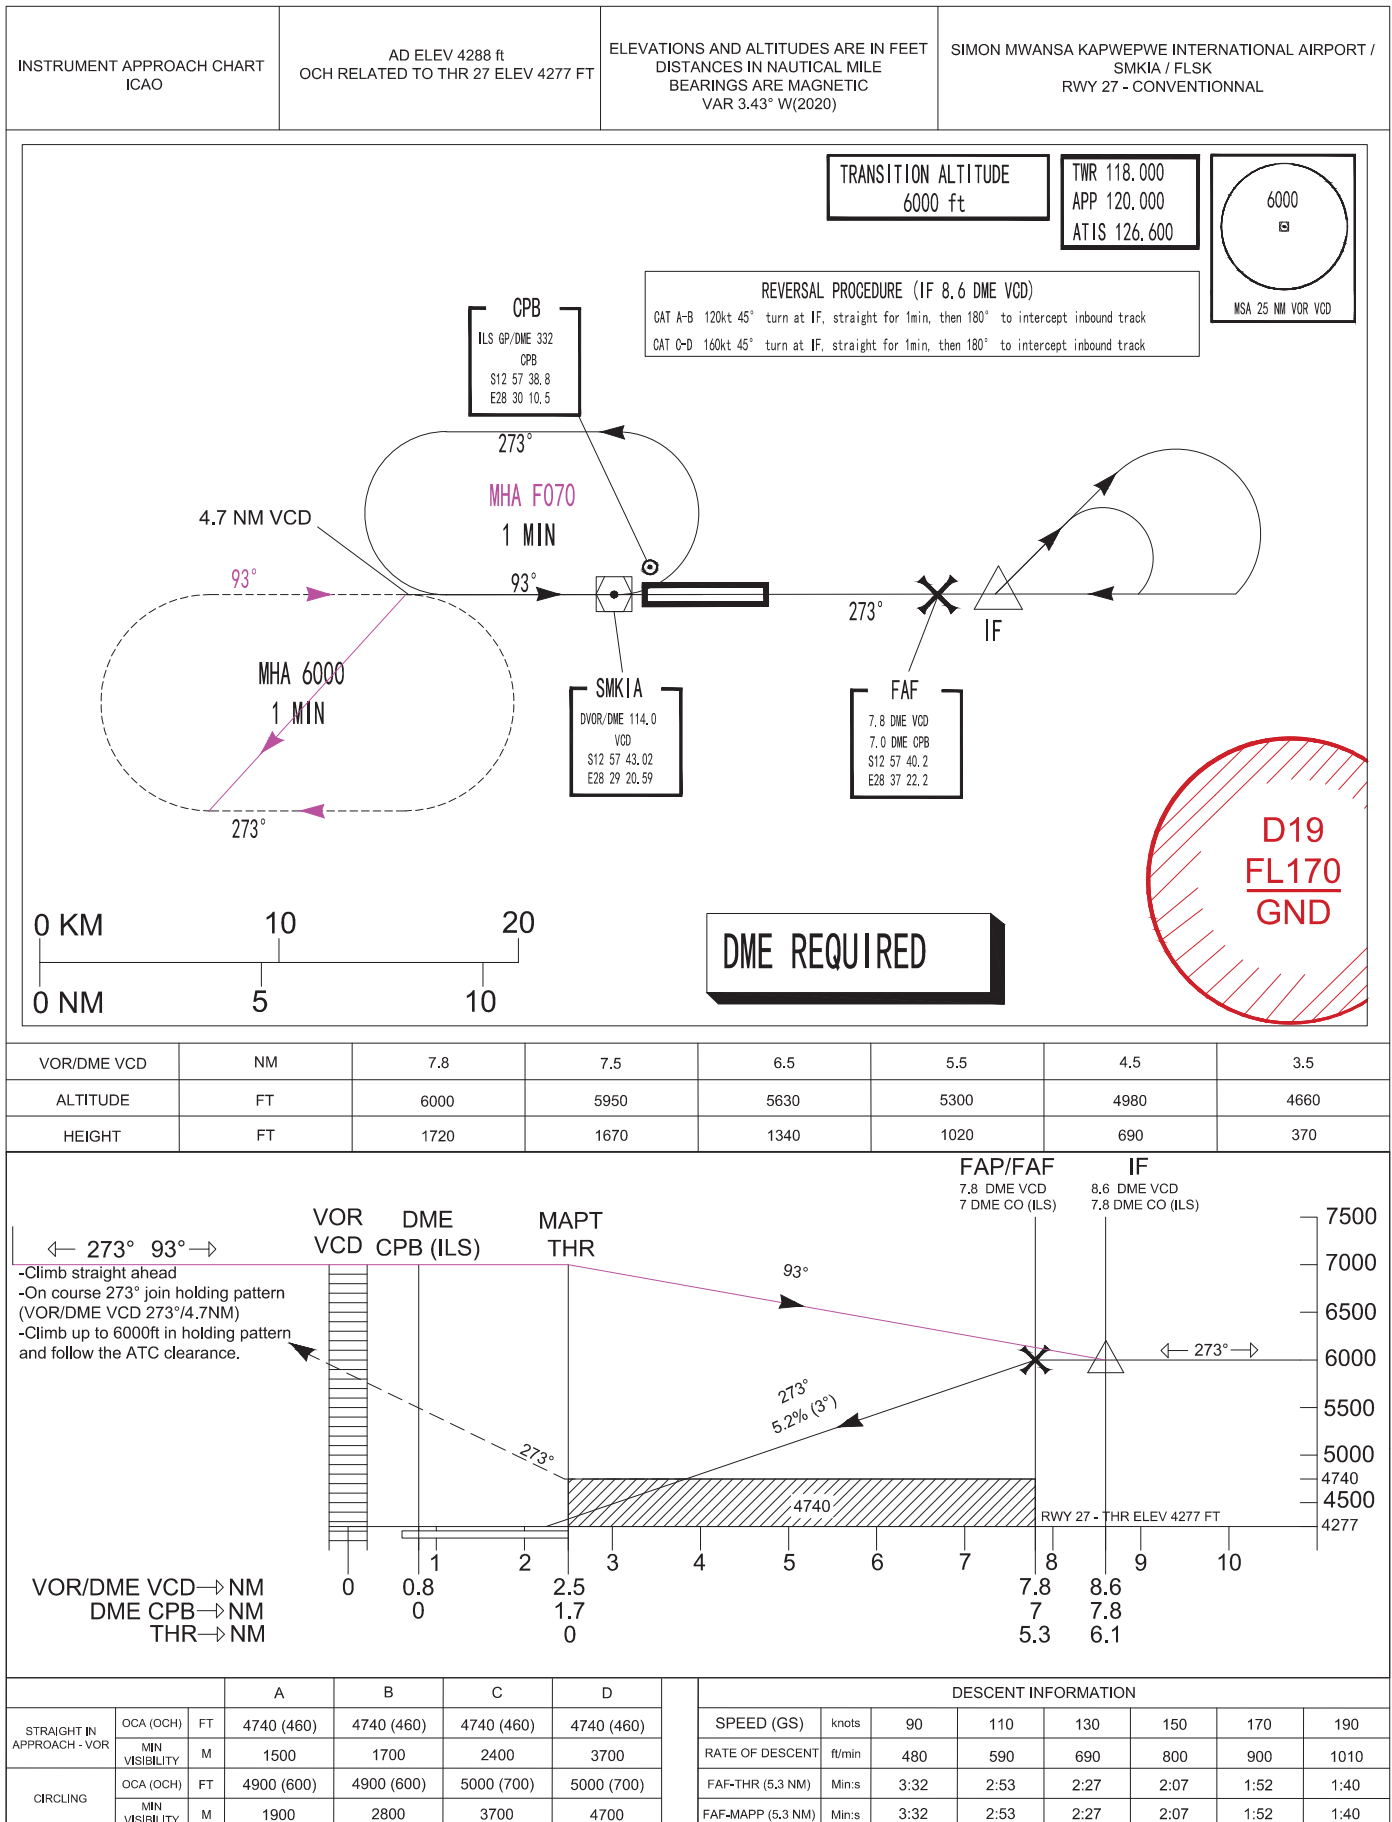 INSTRUMENT APPROACH CHART
ICAO
AD ELEV 4288 ft
OCH RELATED TO THR 27 ELEV 4277 FT
ELEVATIONS AND ALTITUDES ARE IN FEET
DISTANCES IN NAUTICAL MILE
BEARINGS ARE MAGNETIC
VAR 3.43° W(2020)
SIMON MWANSA KAPWEPWE INTERNATIONAL AIRPORT /
SMKIA / FLSK
RWY 27 - CONVENTIONNAL
TRANSITION ALTITUDE
6000 ft
TWR 118.000
APP 120.000
ATIS 126.600
6000
MSA 25 NM VOR VCD
REVERSAL PROCEDURE (IF 8.6 DME VCD)
CAT A-B 120kt 45° turn at IF, straight for 1min, then 180° to intercept inbound track
CAT C-D 160kt 45° turn at IF, straight for 1min, then 180° to intercept inbound track
CPB
ILS GP/DME 332
CPB
S12 57 38.8
E28 30 10.5
273°
MHA F070
1 MIN
4.7 NM VCD
93°
93°
273°
IF
MHA 6000
1 MIN
273°
SMKIA
DVOR/DME 114.0
VCD
S12 57 43.02
E28 29 20.59
FAF
7.8 DME VCD
7.0 DME CPB
S12 57 40.2
E28 37 22.2
D19
FL170
GND
0 KM 10 20
0 NM 5 10
DME REQUIRED
VOR/DME VCD NM 7.8 7.5 6.5 5.5 4.5 3.5
ALTITUDE FT 6000 5950 5630 5300 4980 4660
HEIGHT FT 1720 1670 1340 1020 690 370
FAP/FAF
7.8 DME VCD
7 DME CO (ILS)
IF
8.6 DME VCD
7.8 DME CO (ILS)
VOR
VCD
DME
CPB (ILS)
MAPT
THR
273° 93°
-Climb straight ahead
-On course 273° join holding pattern
(VOR/DME VCD 273°/4.7NM)
-Climb up to 6000ft in holding pattern
and follow the ATC clearance.
93°
273°
273°
5.2% (3°)
273°
4740
RWY 27 - THR ELEV 4277 FT
7500
7000
6500
6000
5500
5000
4740
4500
4277
1 2 3 4 5 6 7 8 9 10
VOR/DME VCD NM 0 0.8 2.5 7.8 8.6
DME CPB NM 0 1.7 7 7.8
THR NM 0 5.3 6.1
A B C D
STRAIGHT IN
APPROACH - VOR
OCA (OCH) FT 4740 (460) 4740 (460) 4740 (460) 4740 (460)
MIN
VISIBILITY M 1500 1700 2400 3700
CIRCLING
OCA (OCH) FT 4900 (600) 4900 (600) 5000 (700) 5000 (700)
MIN
VISIBILITY M 1900 2800 3700 4700
DESCENT INFORMATION
SPEED (GS) knots 90 110 130 150 170 190
RATE OF DESCENT ft/min 480 590 690 800 900 1010
FAF-THR (5.3 NM) Min:s 3:32 2:53 2:27 2:07 1:52 1:40
FAF-MAPP (5.3 NM) Min:s 3:32 2:53 2:27 2:07 1:52 1:40